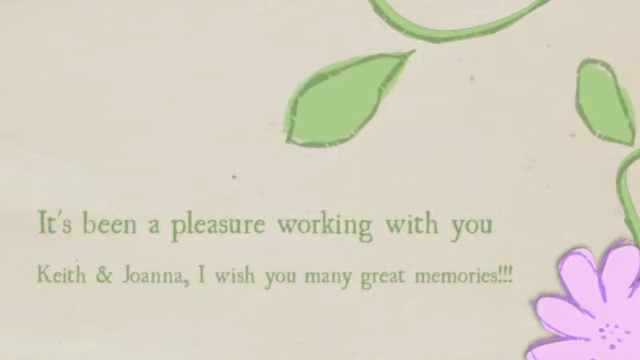 It's been a pleasure working with you
Keith & Joanna, I wish you many great memories!!!